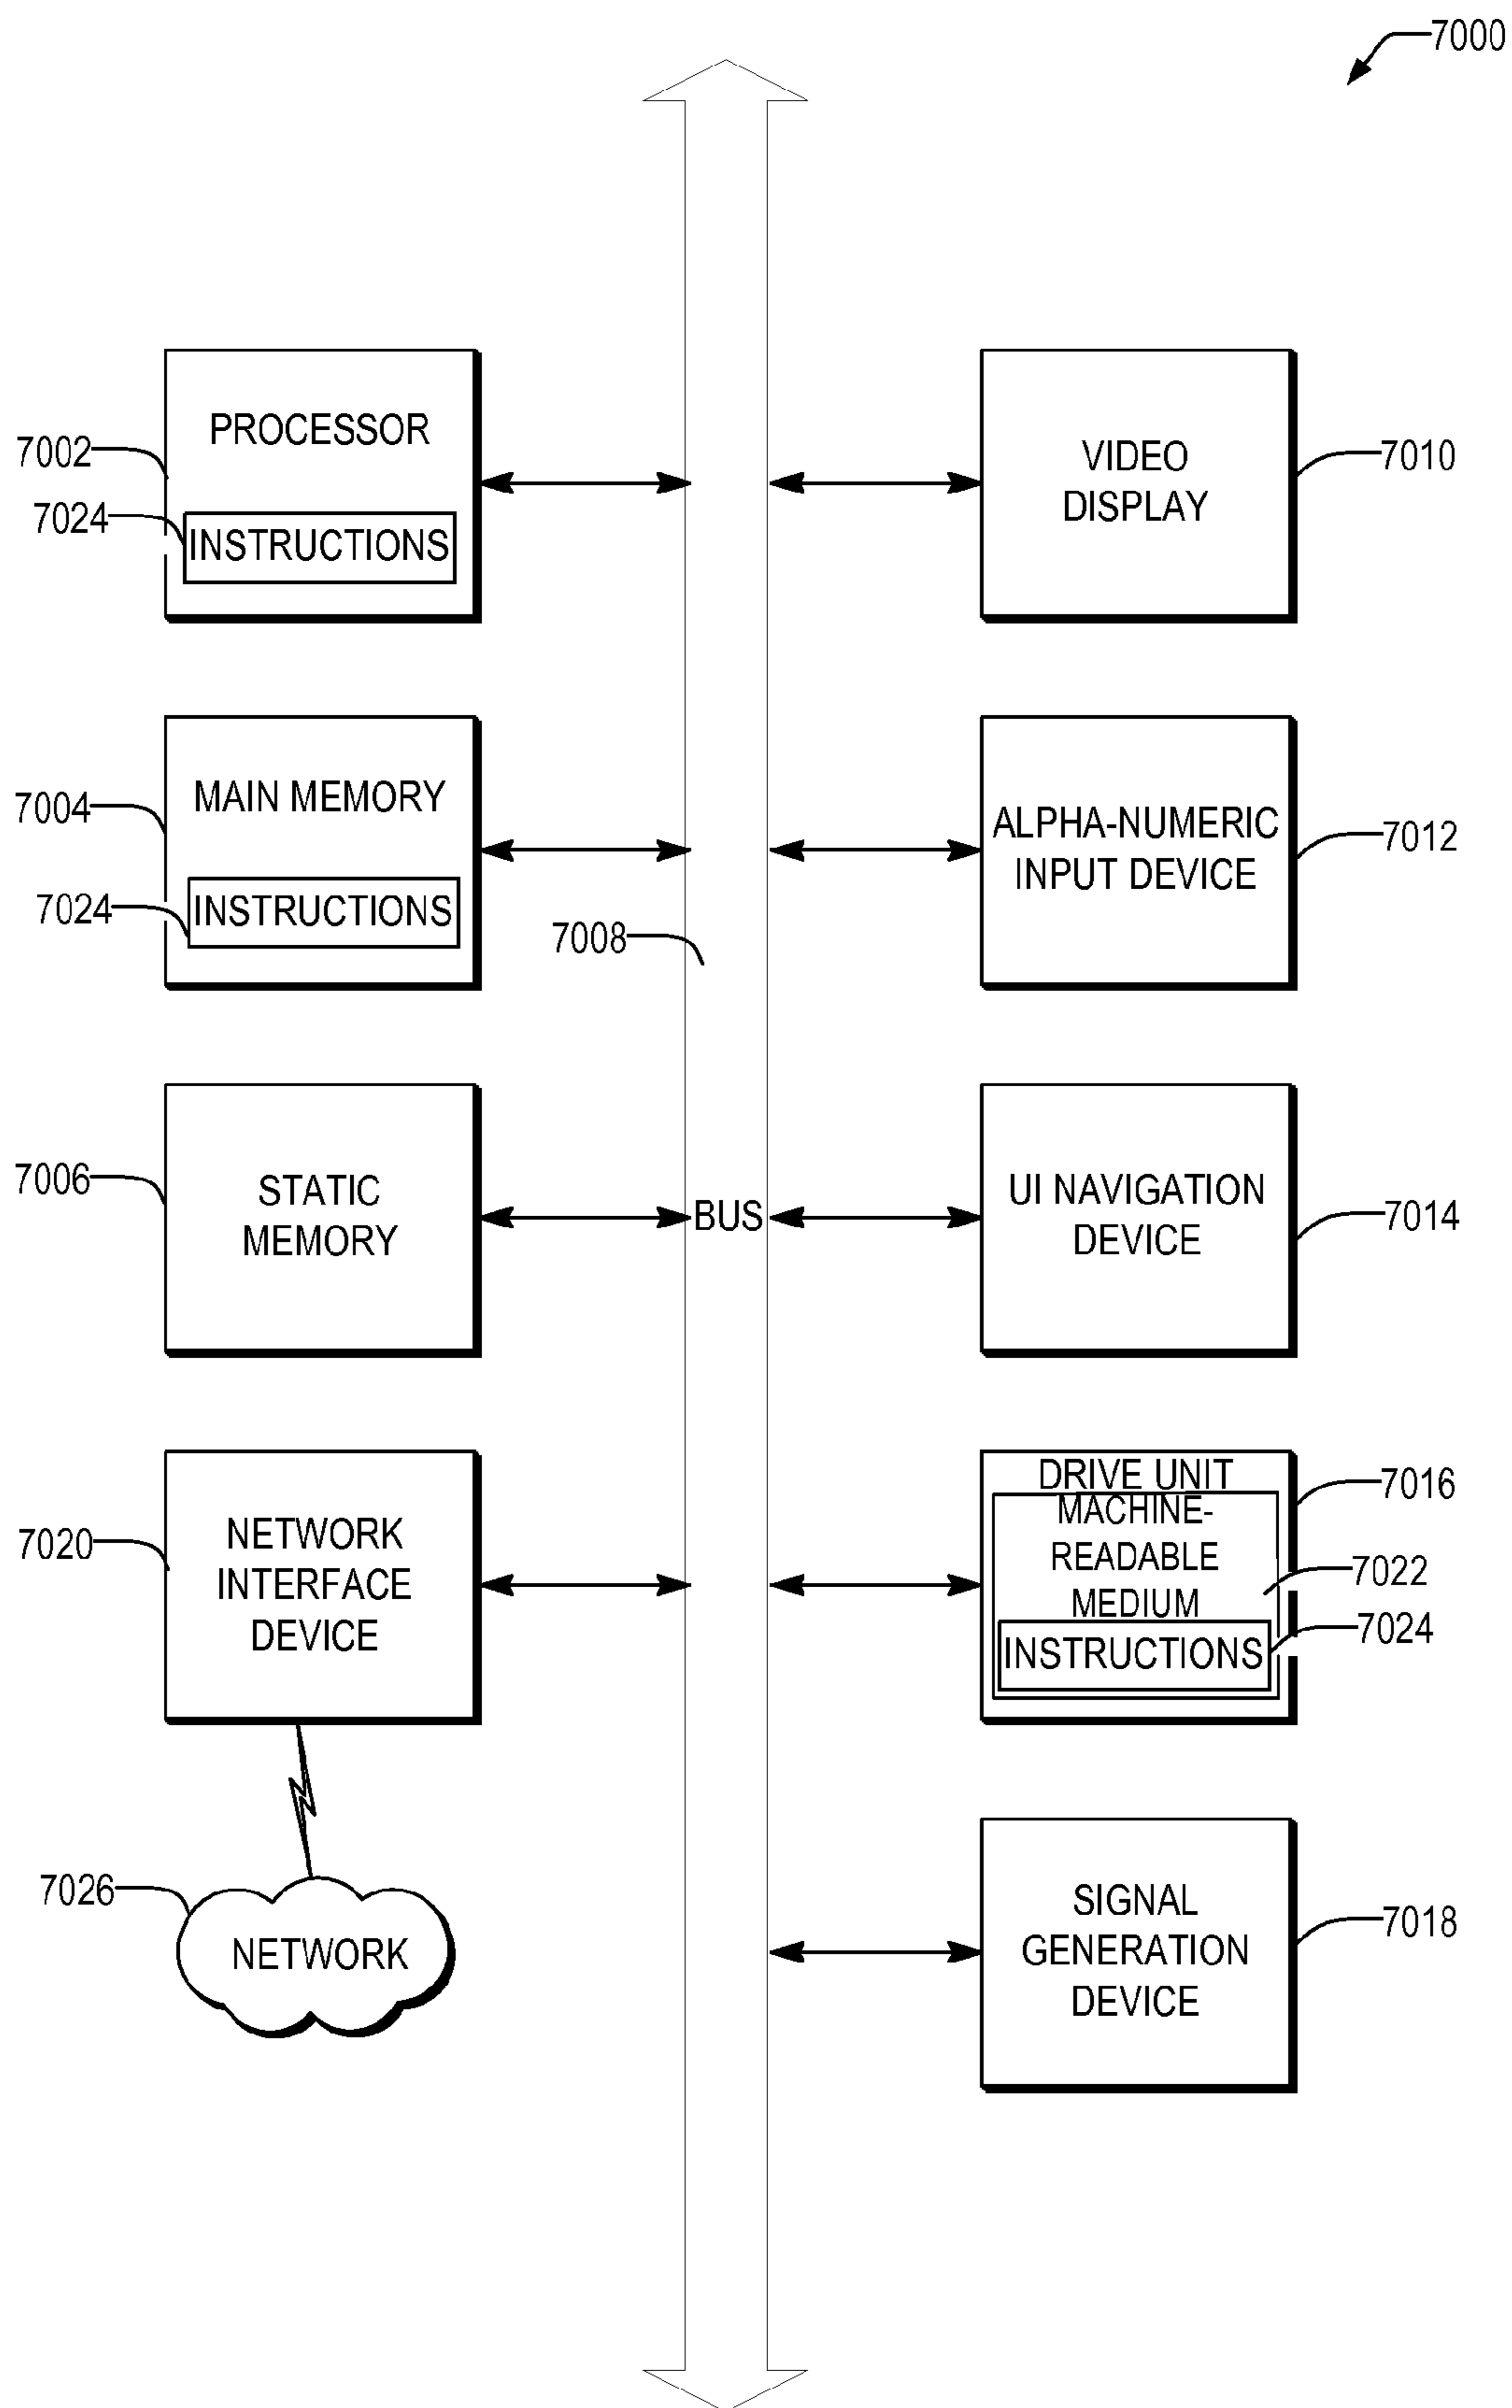 7000
PROCESSOR
7002
7024
INSTRUCTIONS
VIDEO
DISPLAY
7010
MAIN MEMORY
7004
7024
INSTRUCTIONS
7008
ALPHA-NUMERIC
INPUT DEVICE
7012
7006
STATIC
MEMORY
BUS
UI NAVIGATION
DEVICE
7014
7020
NETWORK
INTERFACE
DEVICE
DRIVE UNIT
7016
MACHINE-
READABLE
MEDIUM
7022
7024
INSTRUCTIONS
7026
NETWORK
SIGNAL
GENERATION
DEVICE
7018